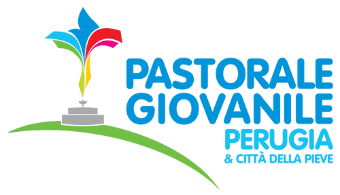 PASTORALE
GIOVANILE
PERUGIA
& CITTÀ DELLA PIEVE